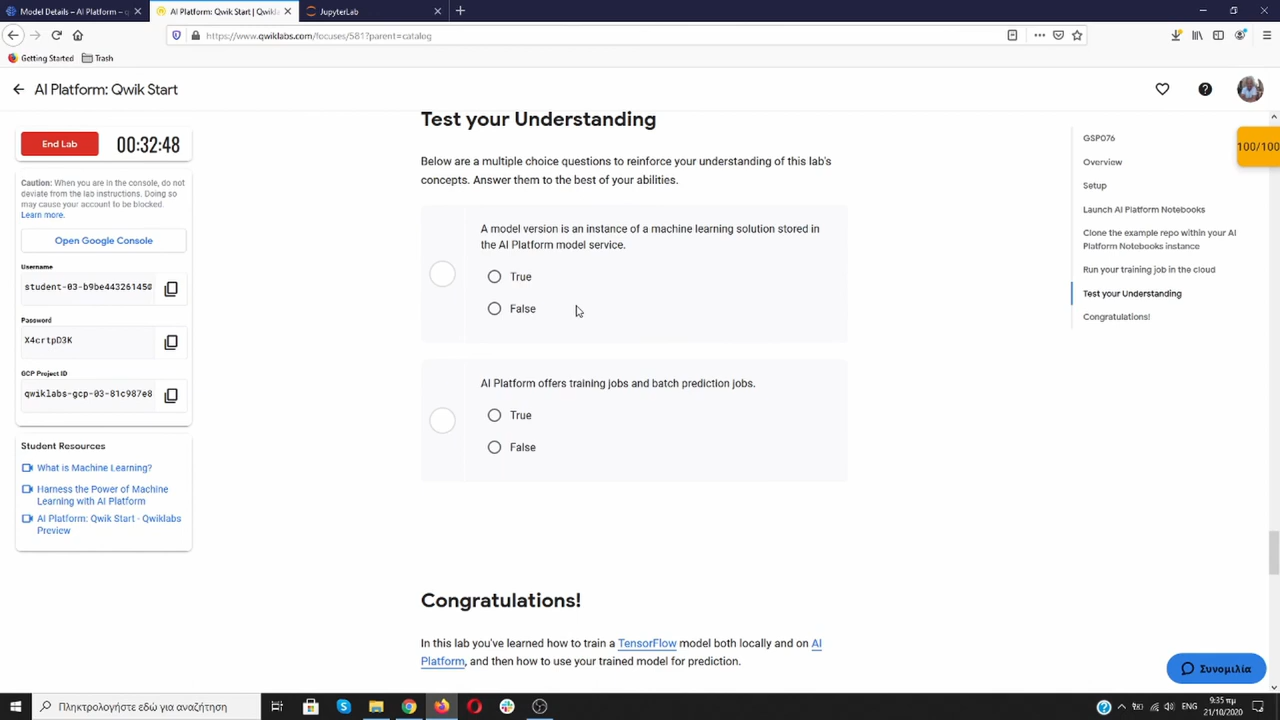 Model Details – AI Platform – q
AI Platform: Qwik Start | Qwikla
JupyterLab
https://www.qwiklabs.com/focuses/581?parent=catalog
Getting Started
Trash
AI Platform: Qwik Start
End Lab
00:32:48
Caution: When you are in the console, do not
deviate from the lab instructions. Doing so
may cause your account to be blocked.
Learn more.
Open Google Console
Username
student-03-b9be44326145@
Password
X4crtpD3K
GCP Project ID
qwiklabs-gcp-03-81c987e8
Student Resources
What is Machine Learning?
Harness the Power of Machine
Learning with AI Platform
AI Platform: Qwik Start - Qwiklabs
Preview
Test your Understanding
Below are a multiple choice questions to reinforce your understanding of this lab's
concepts. Answer them to the best of your abilities.
A model version is an instance of a machine learning solution stored in
the AI Platform model service.
True
False
AI Platform offers training jobs and batch prediction jobs.
True
False
Congratulations!
In this lab you've learned how to train a TensorFlow model both locally and on AI
Platform, and then how to use your trained model for prediction.
GSP076
Overview
Setup
Launch AI Platform Notebooks
Clone the example repo within your AI
Platform Notebooks instance
Run your training job in the cloud
Test your Understanding
Congratulations!
100/100
Συνομιλία
Πληκτρολογήστε εδώ για αναζήτηση
ENG
9:35 πμ
21/10/2020